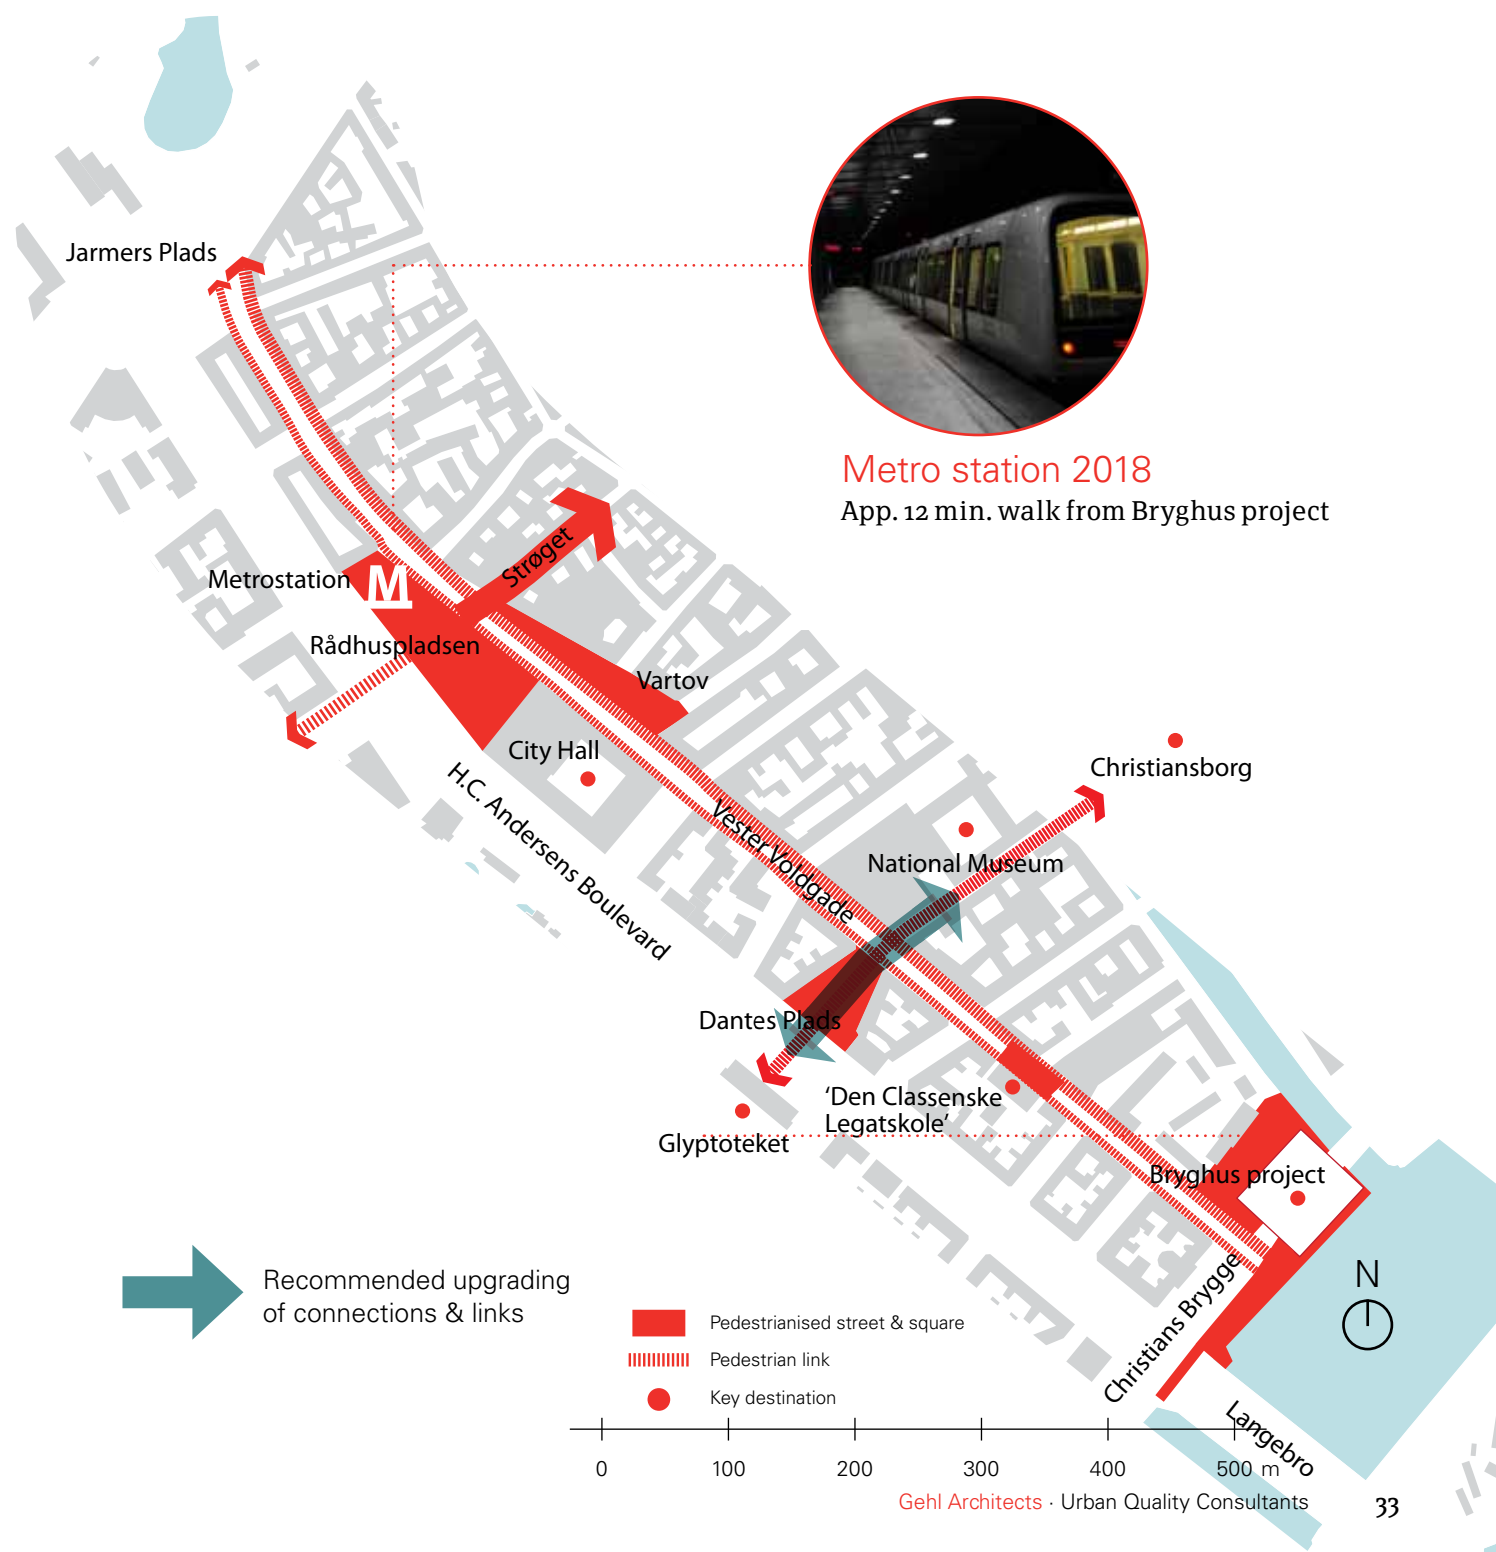 Jarmers Plads
Metro station 2018
App. 12 min. walk from Bryghus project
Strøget
Metrostation
M
Rådhuspladsen
Vartov
City Hall
Christiansborg
H.C. Andersens Boulevard
Vester Voldgade
National Museum
Dantes Plads
'Den Classenske
Legatskole'
Glyptoteket
Bryghus project
Christians Brygge
N
Recommended upgrading
of connections & links
Pedestrianised street & square
Pedestrian link
Key destination
Langebro
0 100 200 300 400 500 m
Gehl Architects · Urban Quality Consultants 33